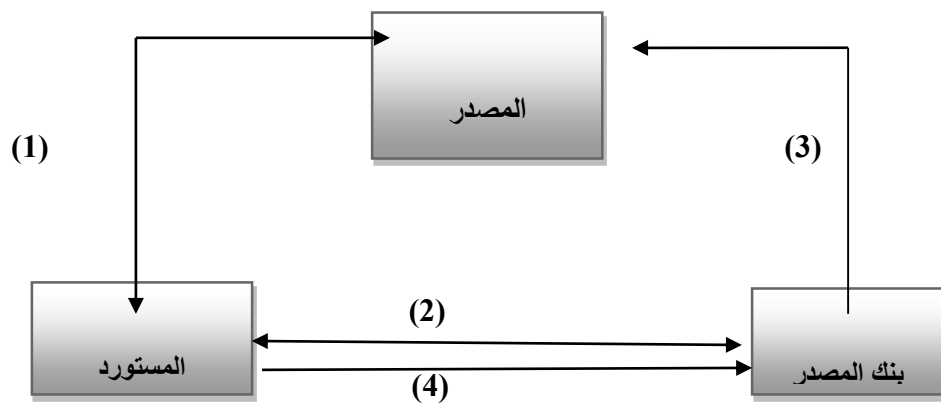 المصدر
(1)
(3)
(2)
المستورد
بنك المصدر
(4)